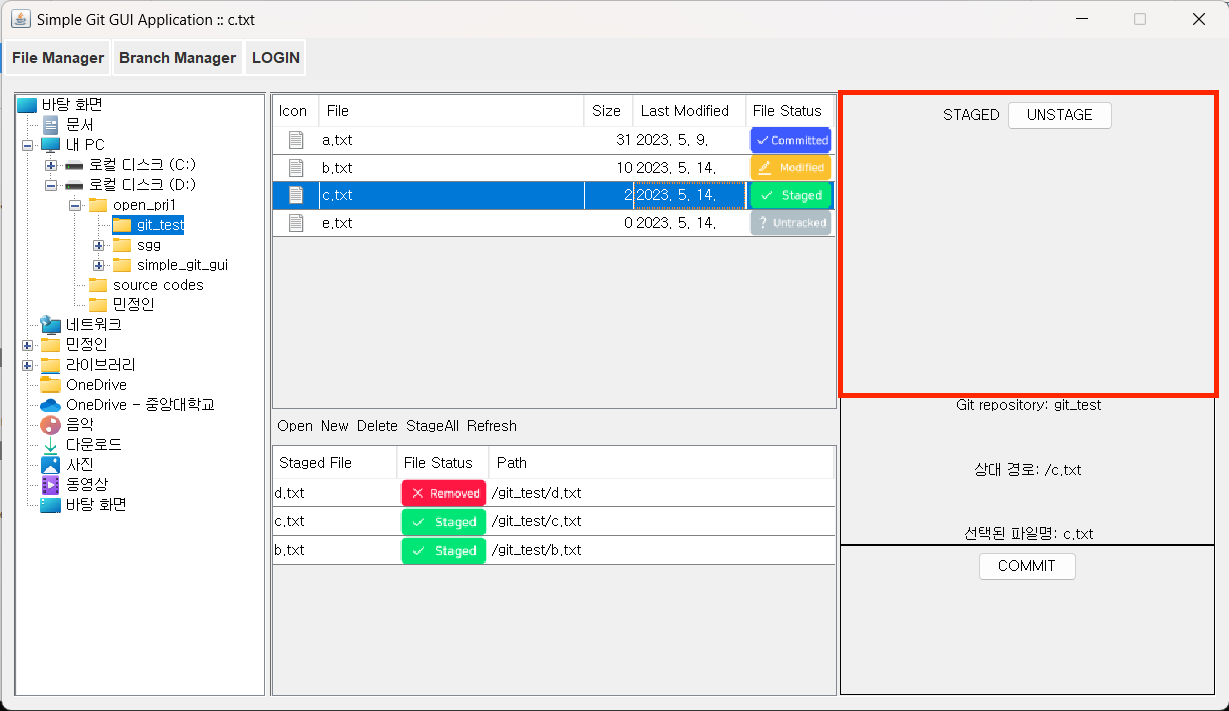 Simple Git GUI Application :: c.txt
File Manager Branch Manager LOGIN
바탕 화면
문서
내 PC
로컬 디스크 (C:)
로컬 디스크 (D:)
open_prj1
git_test
sgg
simple_git_gui
source codes
민정인
네트워크
민정인
라이브러리
OneDrive
OneDrive - 중앙대학교
음악
다운로드
사진
동영상
바탕 화면
Icon File Size Last Modified File Status
a.txt 31 2023. 5. 9. Committed
b.txt 10 2023. 5. 14. Modified
c.txt 2 2023. 5. 14. Staged
e.txt 0 2023. 5. 14. ? Untracked
Open New Delete StageAll Refresh
Staged File File Status Path
d.txt Removed /git_test/d.txt
c.txt Staged /git_test/c.txt
b.txt Staged /git_test/b.txt
STAGED UNSTAGE
Git repository: git_test
상대 경로: /c.txt
선택된 파일명: c.txt
COMMIT